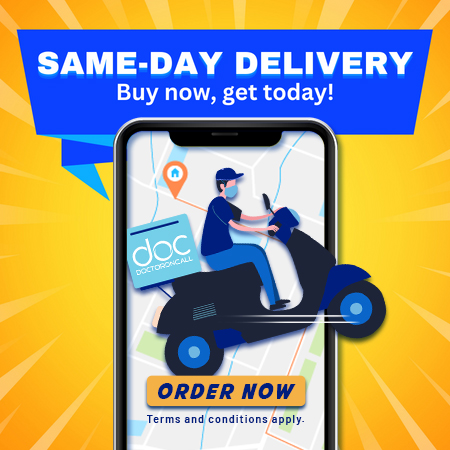 SAME-DAY DELIVERY
Buy now, get today!
doc
DOCTORONCALL
ORDER NOW
Terms and conditions apply.